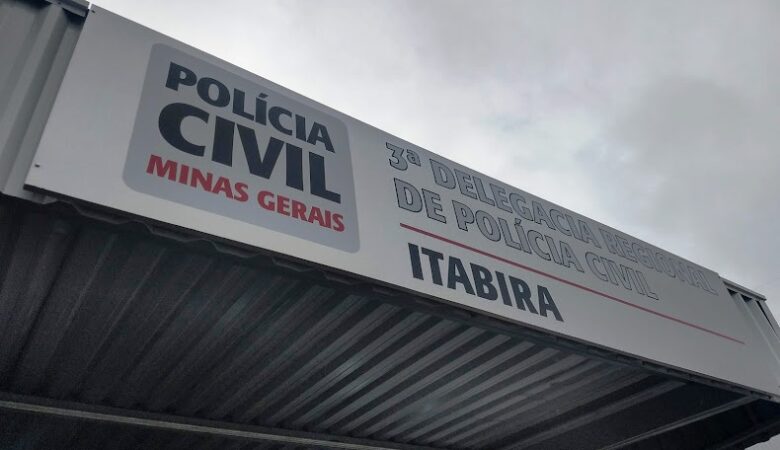 POLÍCIA
CIVIL
MINAS GERAIS
3ª DELEGACIA REGIONAL
DE POLÍCIA CIVIL
ITABIRA